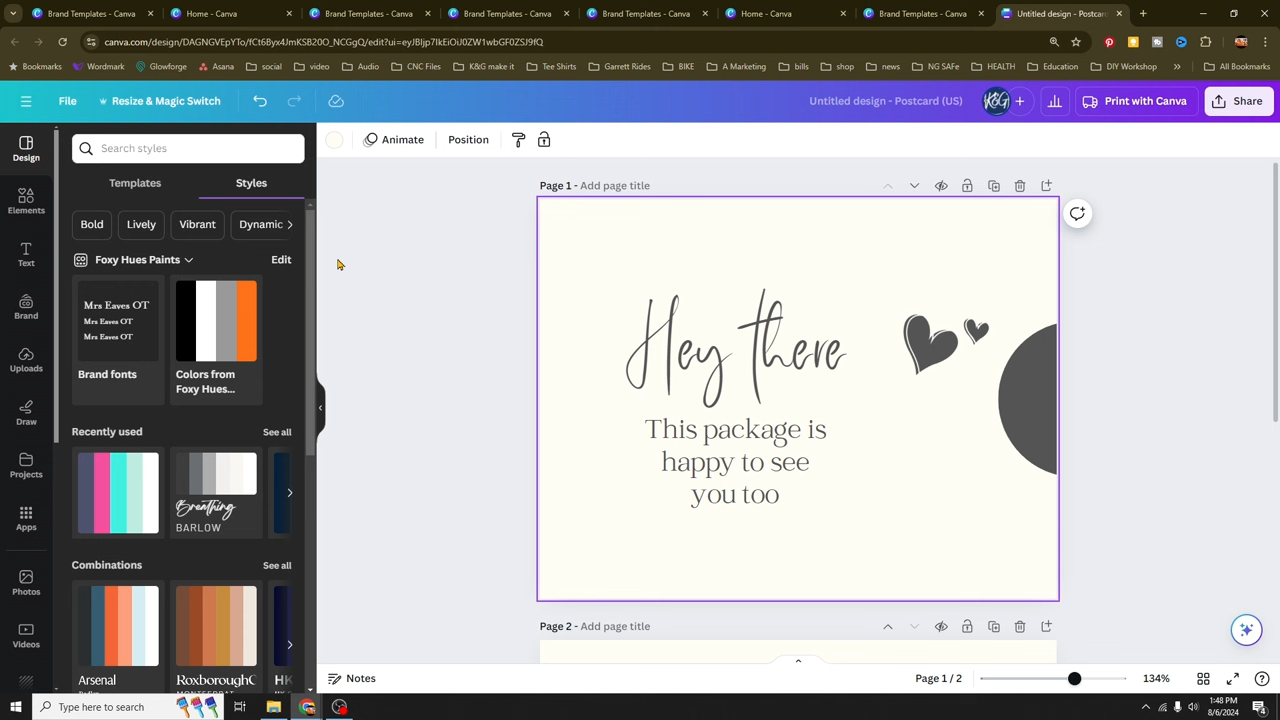 Brand Templates - Canva
Home - Canva
Brand Templates - Canva
Brand Templates - Canva
Brand Templates - Canva
Home - Canva
Brand Templates - Canva
Untitled design - Postcard
canva.com/design/DAGNGVEpYTo/fCt6Byx4JmKSB20O_NCGgQ/edit?ui=eyJBIjp7IkEiOiJ0ZW1wbGF0ZSJ9fQ
Bookmarks
Wordmark
Glowforge
Asana
social
video
Audio
CNC Files
K&G make it
Tee Shirts
Garrett Rides
BIKE
A Marketing
bills
shop
news
NG SAFe
HEALTH
Education
DIY Workshop
»
All Bookmarks
File
Resize & Magic Switch
Untitled design - Postcard (US)
K&G
Print with Canva
Share
Design
Elements
Text
Brand
Uploads
Draw
Projects
Apps
Photos
Videos
Search styles
Templates
Styles
Bold
Lively
Vibrant
Dynamic
Foxy Hues Paints
Edit
Mrs Eaves OT
Mrs Eaves OT
Mrs Eaves OT
Brand fonts
Colors from
Foxy Hues...
Recently used
See all
Breathing
BARLOW
Combinations
See all
Arsenal
RoxboroughC
HK
Animate
Position
Page 1 - Add page title
Hey there
This package is
happy to see
you too
Page 2 - Add page title
Notes
Page 1 / 2
134%
Type here to search
1:48 PM
8/6/2024
4